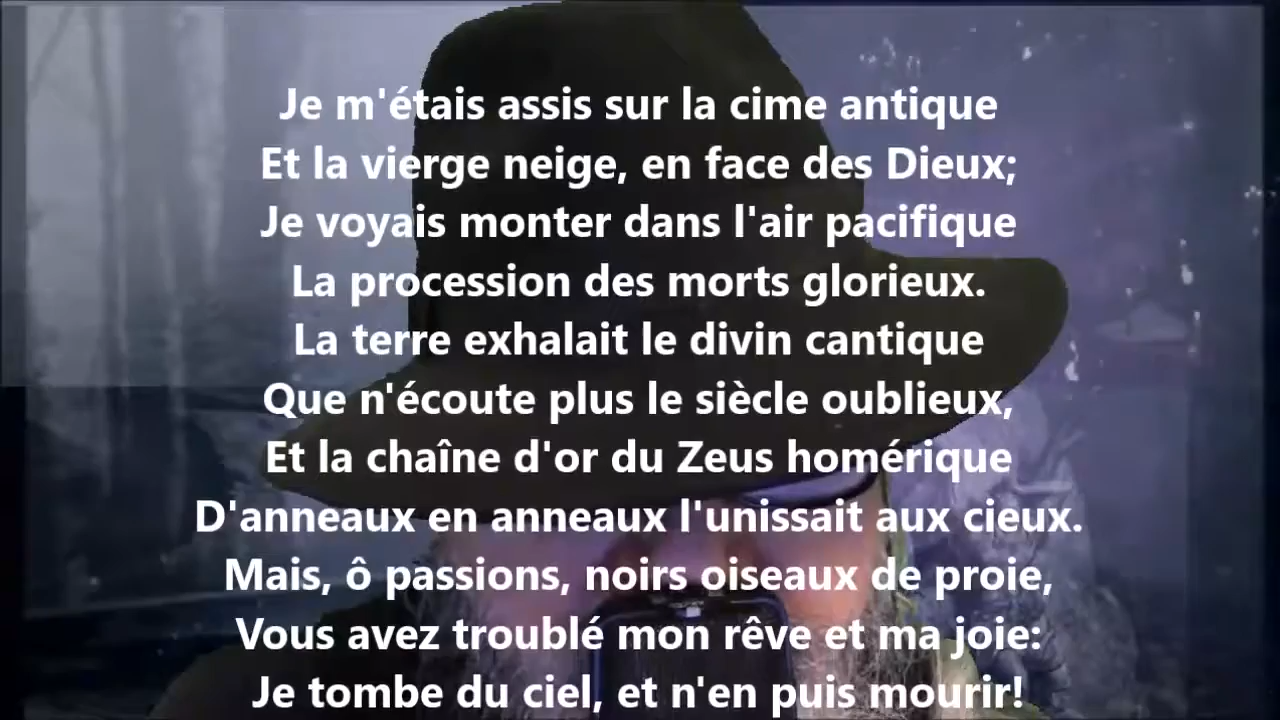 Je m'étais assis sur la cime antique
Et la vierge neige, en face des Dieux;
Je voyais monter dans l'air pacifique
La procession des morts glorieux.
La terre exhalait le divin cantique
Que n'écoute plus le siècle oublieux,
Et la chaîne d'or du Zeus homérique
D'anneaux en anneaux l'unissait aux cieux.
Mais, ô passions, noirs oiseaux de proie,
Vous avez troublé mon rêve et ma joie:
Je tombe du ciel, et n'en puis mourir!